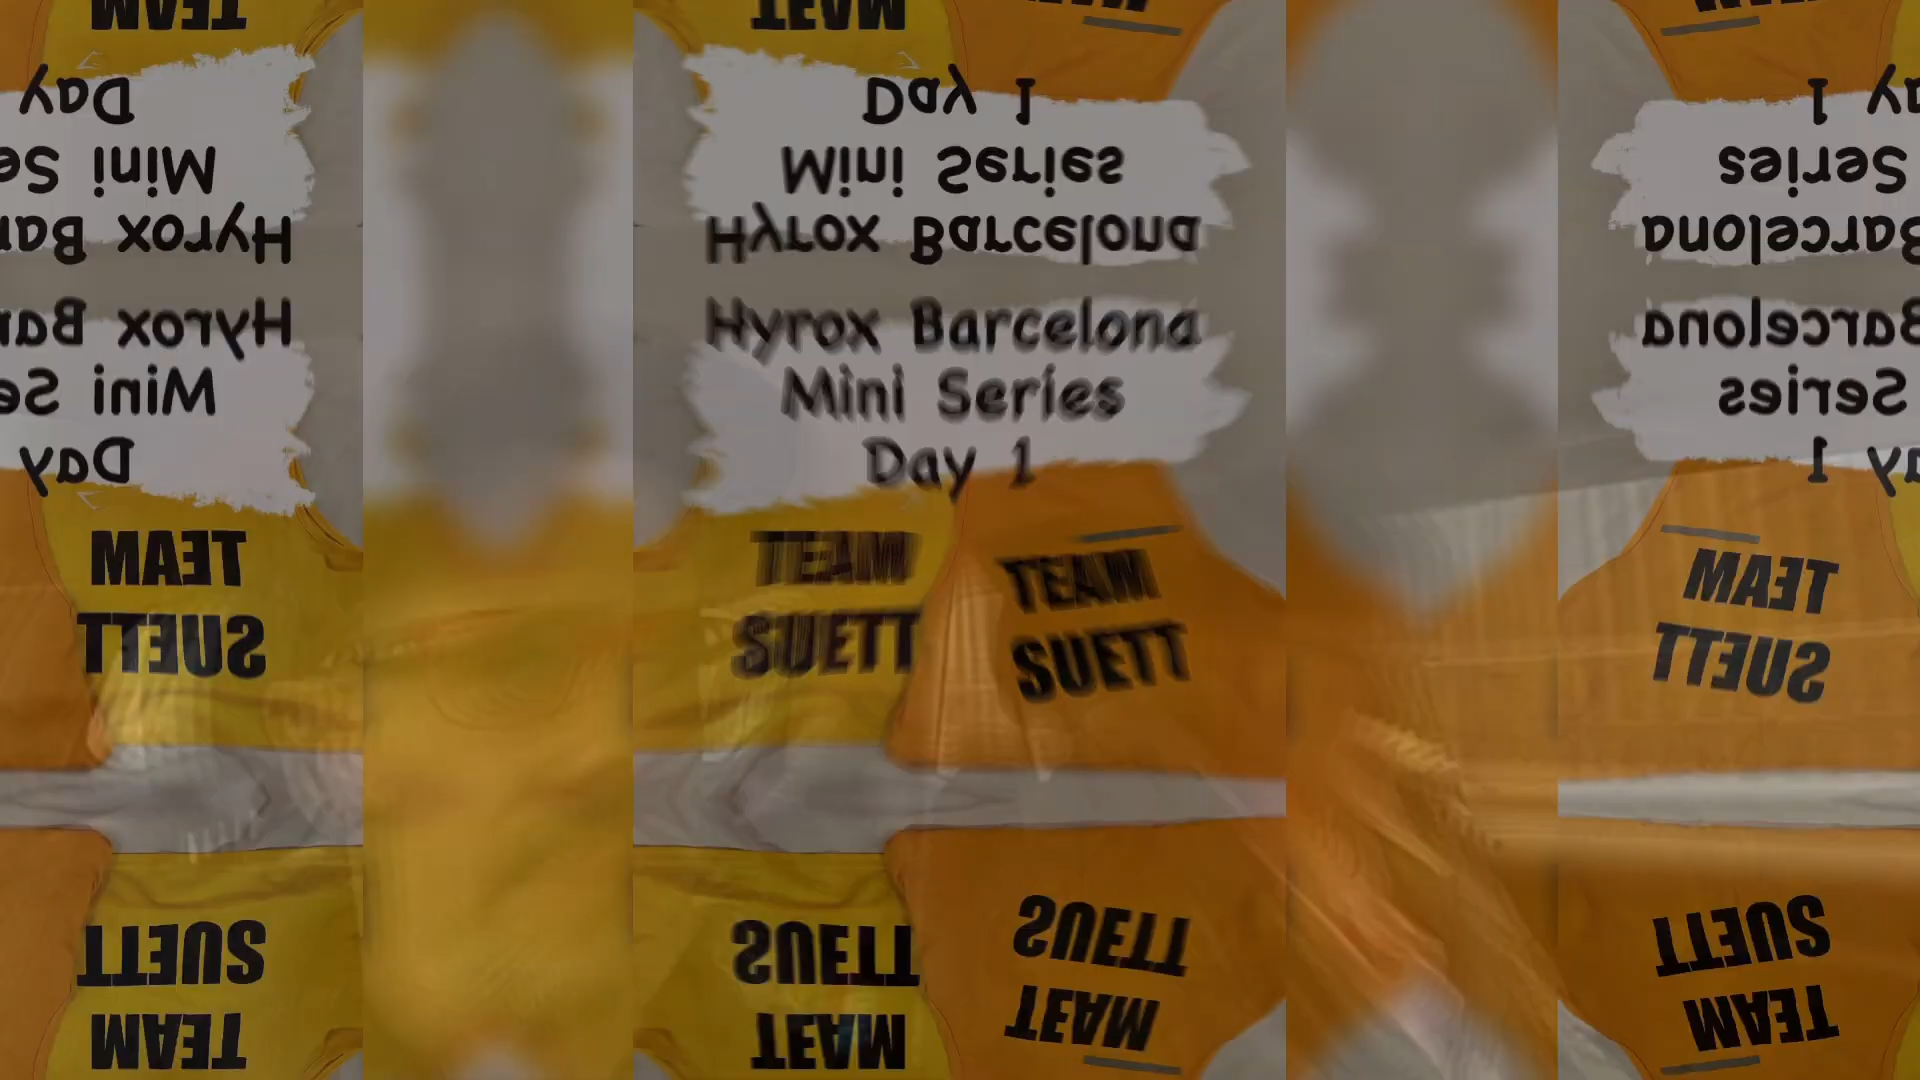 Hyrox Barcelona
Mini Series
Day 1
TEAM
SUETT
TEAM
SUETT